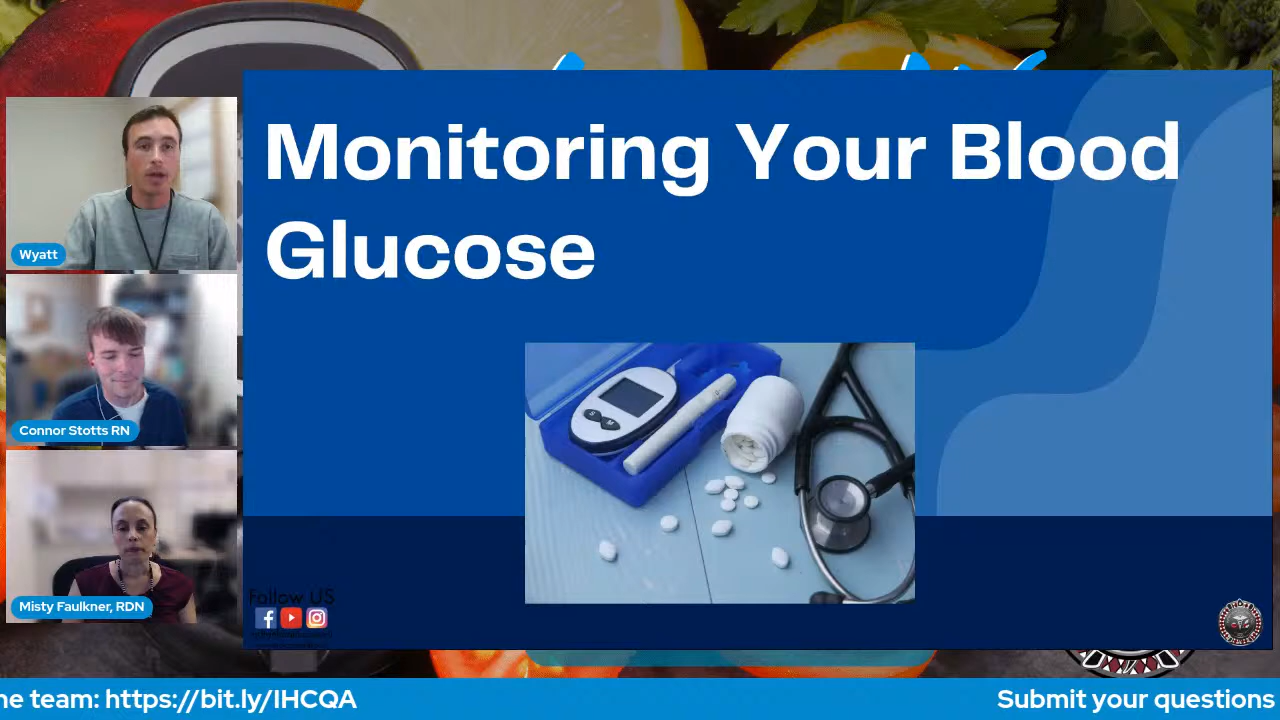 Monitoring Your Blood
Glucose
Wyatt
Connor Stotts RN
Misty Faulkner, RDN
Follow US
S
M
ne team: https://bit.ly/IHCQA
Submit your questions